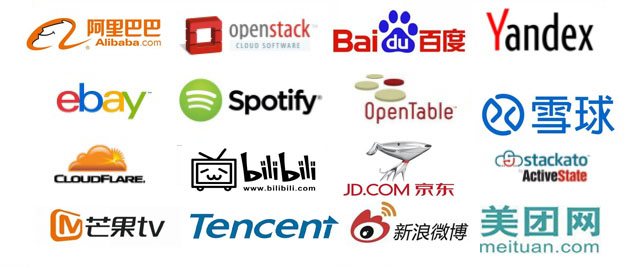 阿里巴巴
Alibaba.com
openstack
CLOUD SOFTWARE
Bai du 百度
Yandex
ebay
Spotify
OpenTable
雪球
CLOUDFLARE
bilibili
www.bilibili.com
JD.COM 京东
stackato
by ActiveState
芒果tv
Tencent
新浪微博
美团网
meituan.com